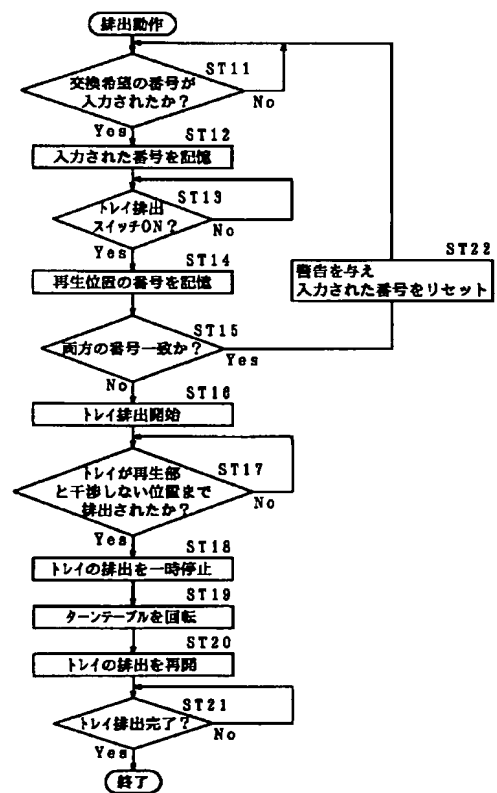 排出動作
ST11
交換希望の番号が
入力されたか?
No
Yes
ST12
入力された番号を記憶
ST13
トレイ排出
スイッチON?
No
Yes
ST14
再生位置の番号を記憶
ST22
警告を与え
入力された番号をリセット
ST15
両方の番号一致か?
Yes
No
ST16
トレイ排出開始
ST17
トレイが再生部
と干渉しない位置まで
排出されたか?
No
Yes
ST18
トレイの排出を一時停止
ST19
ターンテーブルを回転
ST20
トレイの排出を再開
ST21
トレイ排出完了?
No
Yes
終了